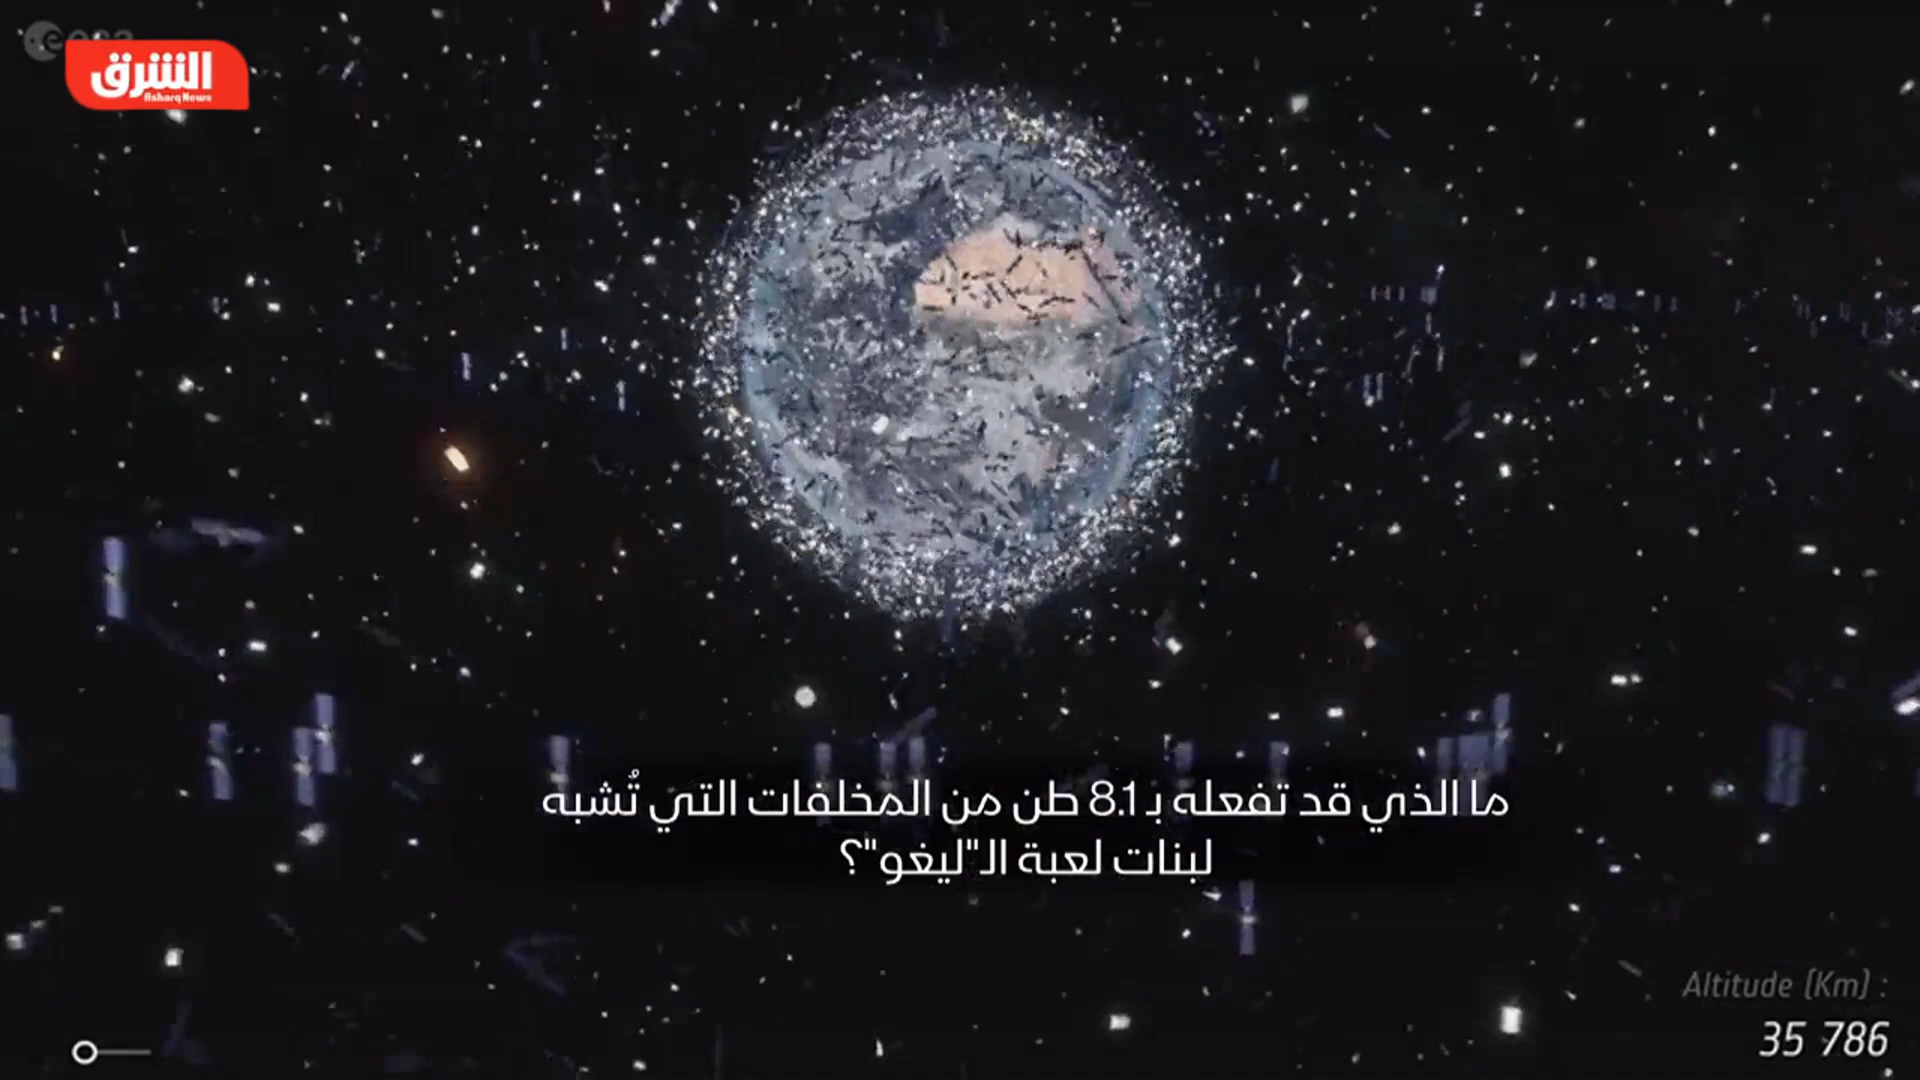 esa
الشرق
Asharq News
ما الذي قد تفعله بـ 8.1 طن من المخلفات التي تُشبه
لبنات لعبة الـ"ليغو"؟
Altitude (Km) :
35 786